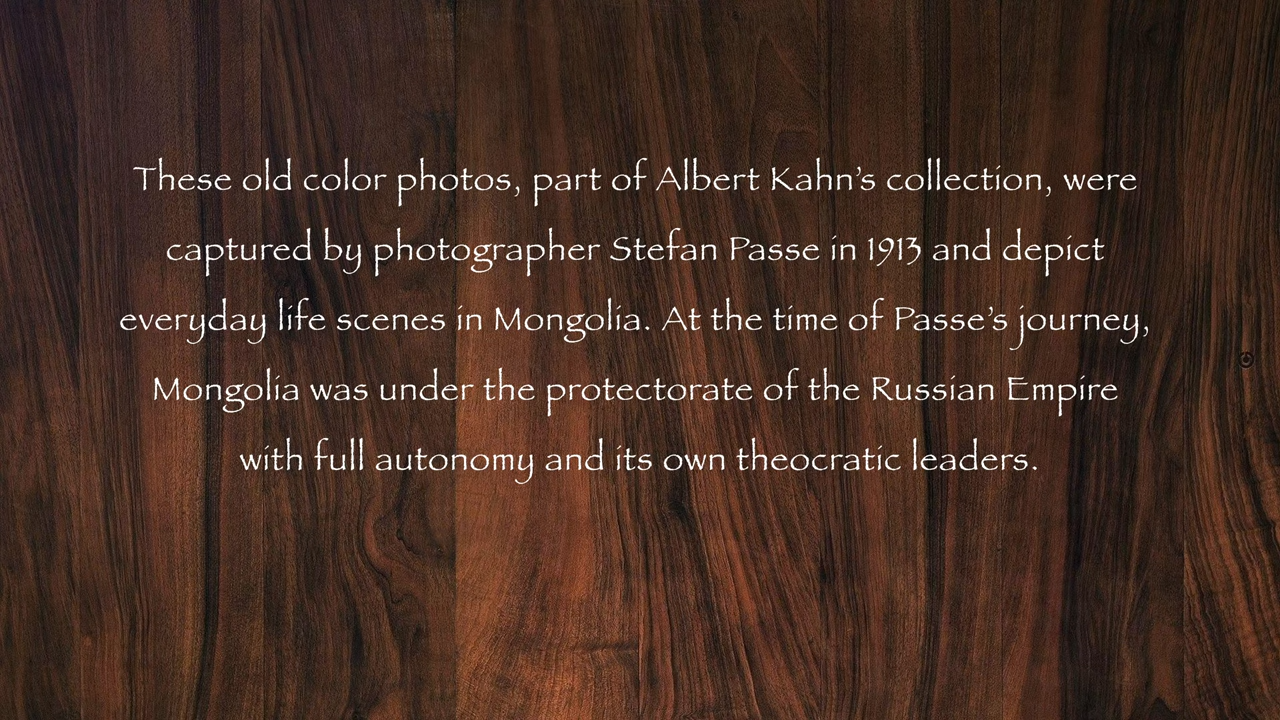 These old color photos, part of Albert Kahn's collection, were
captured by photographer Stefan Passe in 1913 and depict
everyday life scenes in Mongolia. At the time of Passe's journey,
Mongolia was under the protectorate of the Russian Empire
with full autonomy and its own theocratic leaders.